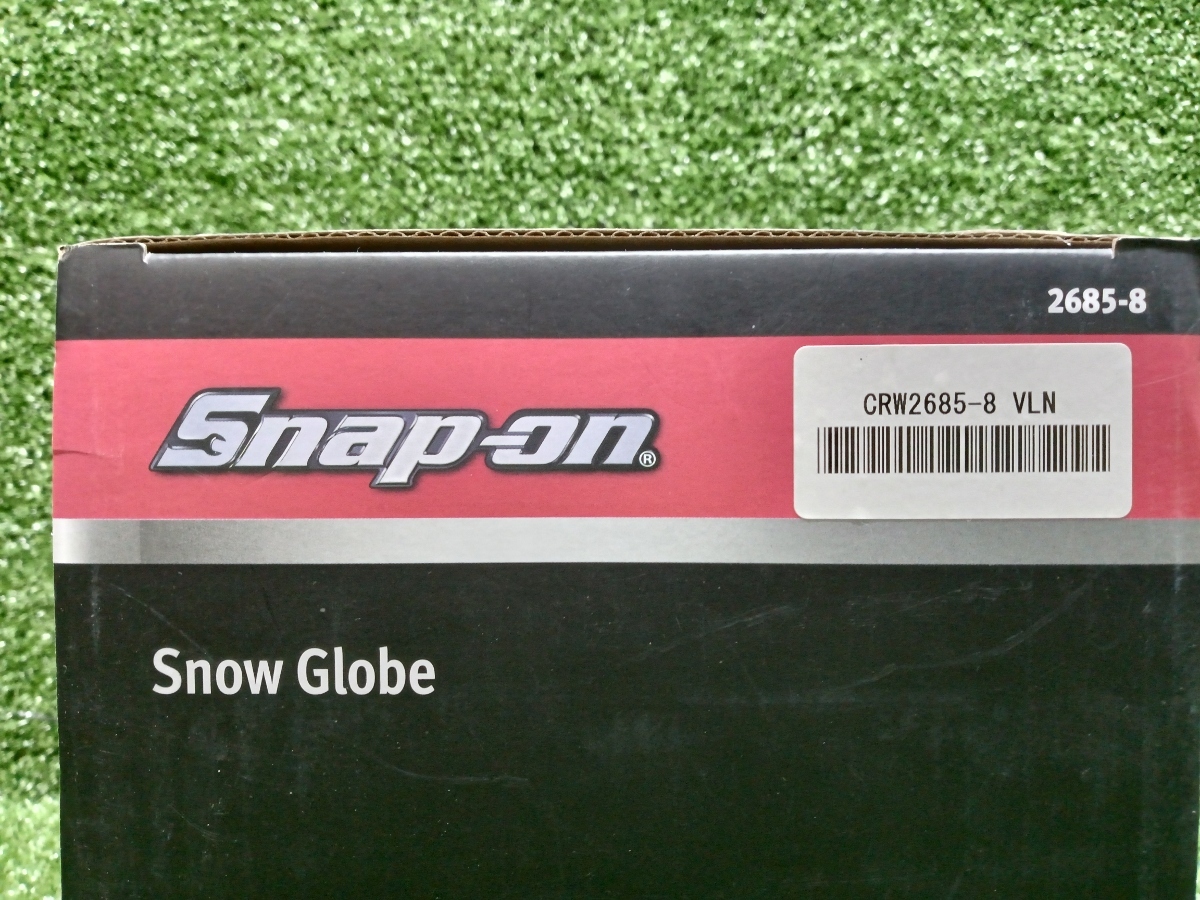 2685-8
Snap-on®
CRW2685-8 VLN
Snow Globe